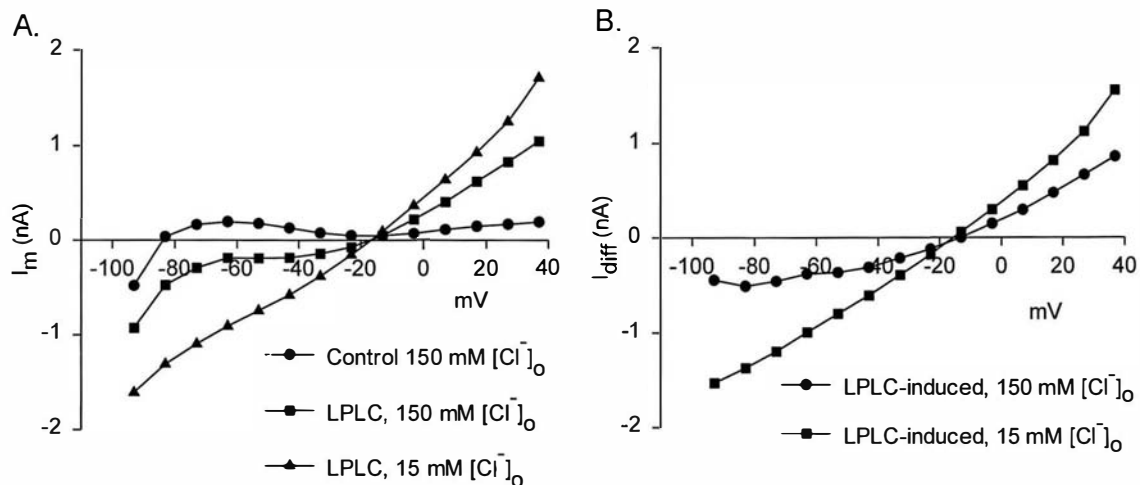 A.
2
1
0
-1
-2
I_m (nA)
-100 -80 -60 -40 -20 0 20 40
mV
Control 150 mM [Cl⁻]ₒ
LPLC, 150 mM [Cl⁻]ₒ
LPLC, 15 mM [Cl⁻]ₒ
B.
2
1
0
-1
-2
I_diff (nA)
-100 -80 -60 -40 -20 0 20 40
mV
LPLC-induced, 150 mM [Cl⁻]ₒ
LPLC-induced, 15 mM [Cl⁻]ₒ